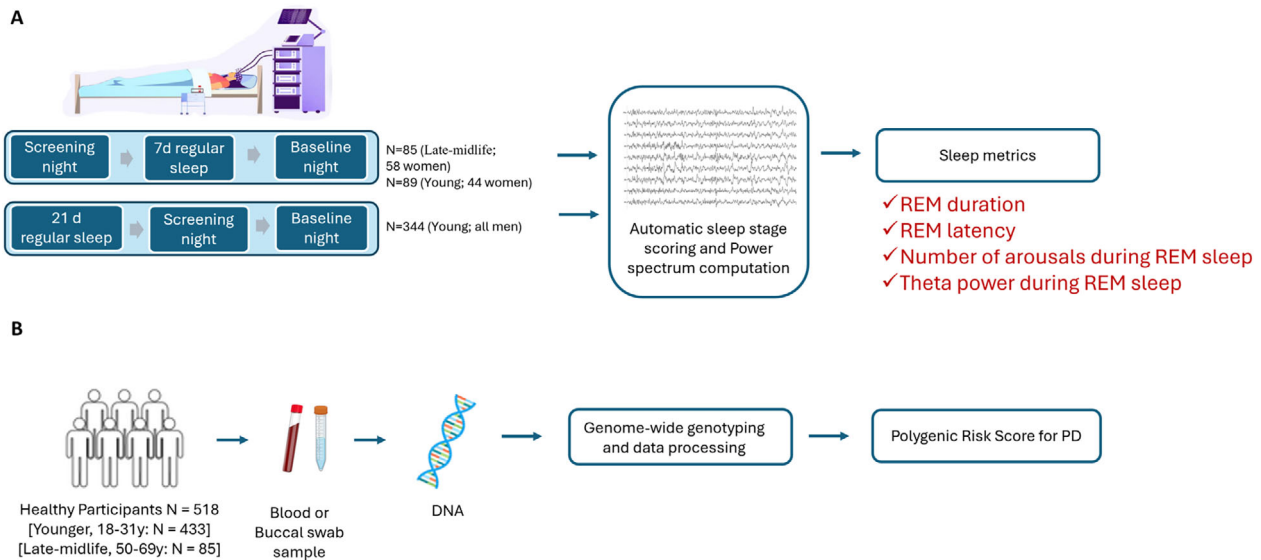 A
Screening
night
7d regular
sleep
Baseline
night
N=85 (Late-midlife;
58 women)
N=89 (Young; 44 women)
21 d
regular sleep
Screening
night
Baseline
night
N=344 (Young; all men)
Automatic sleep stage
scoring and Power
spectrum computation
Sleep metrics
✓REM duration
✓REM latency
✓Number of arousals during REM sleep
✓Theta power during REM sleep
B
Healthy Participants N = 518
[Younger, 18-31y: N = 433]
[Late-midlife, 50-69y: N = 85]
Blood or
Buccal swab
sample
DNA
Genome-wide genotyping
and data processing
Polygenic Risk Score for PD